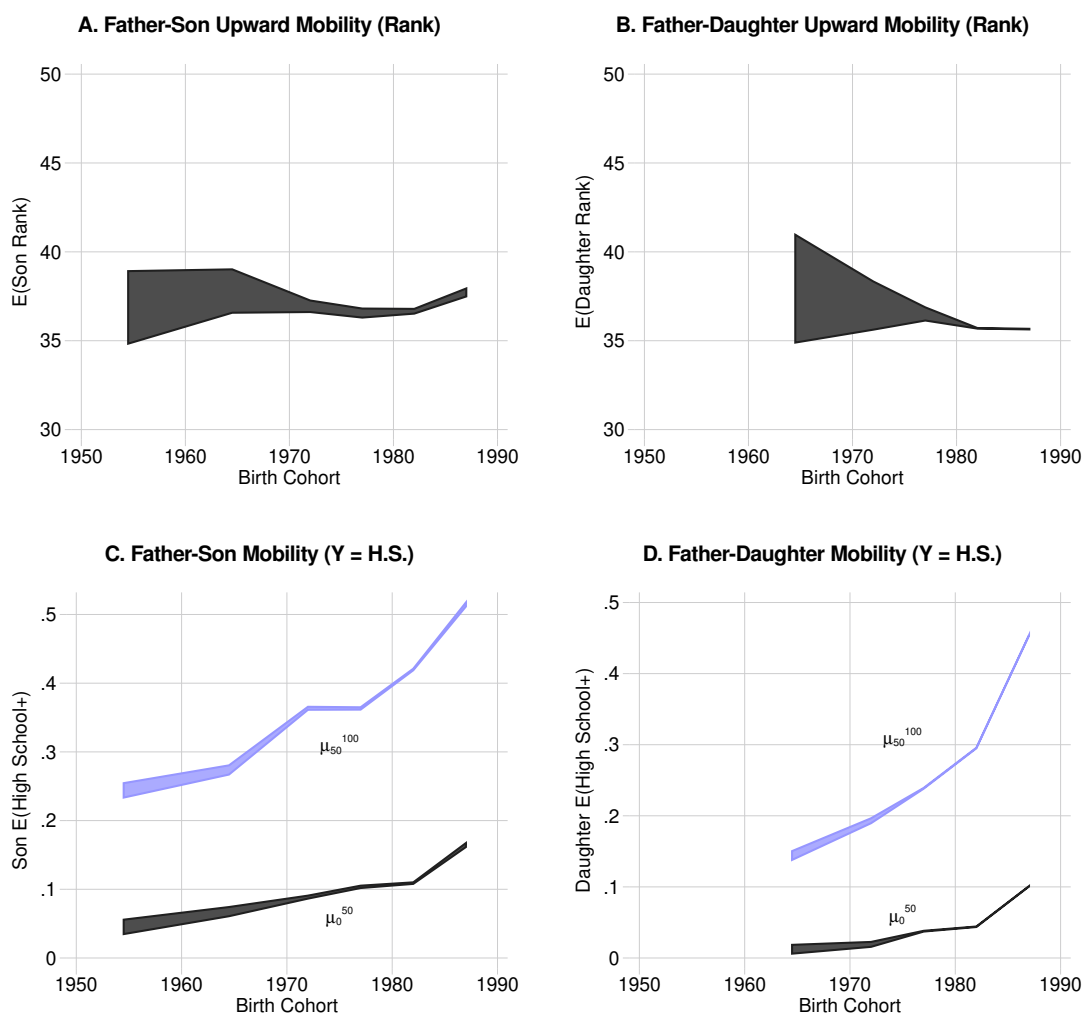 A. Father-Son Upward Mobility (Rank)
50
45
40
35
30
E(Son Rank)
1950 1960 1970 1980 1990
Birth Cohort
B. Father-Daughter Upward Mobility (Rank)
50
45
40
35
30
E(Daughter Rank)
1950 1960 1970 1980 1990
Birth Cohort
C. Father-Son Mobility (Y = H.S.)
.5
.4
.3
.2
.1
0
Son E(High School+)
μ₅₀¹⁰⁰
μ₀⁵⁰
1950 1960 1970 1980 1990
Birth Cohort
D. Father-Daughter Mobility (Y = H.S.)
.5
.4
.3
.2
.1
0
Daughter E(High School+)
μ₅₀¹⁰⁰
μ₀⁵⁰
1950 1960 1970 1980 1990
Birth Cohort